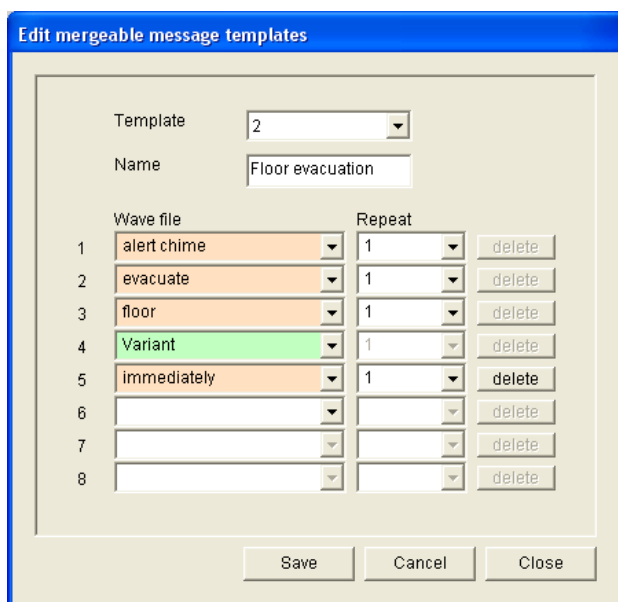 Edit mergeable message templates
Template 2
Name Floor evacuation
Wave file Repeat
1 alert chime 1 delete
2 evacuate 1 delete
3 floor 1 delete
4 Variant 1 delete
5 immediately 1 delete
6 delete
7 delete
8 delete
Save Cancel Close